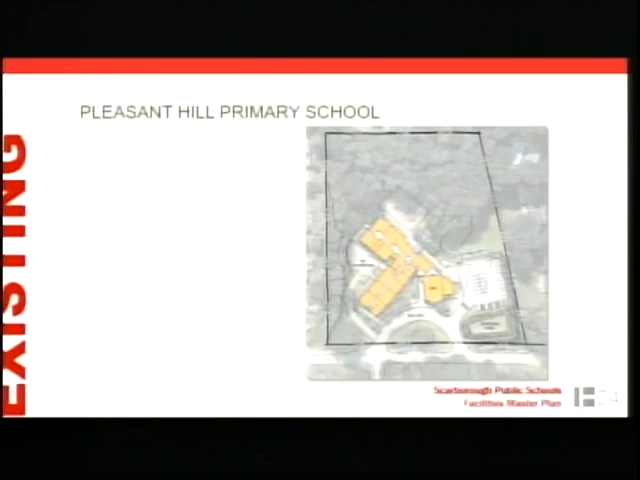 PLEASANT HILL PRIMARY SCHOOL
EXISTING
Scarborough Public Schools
Facilities Master Plan